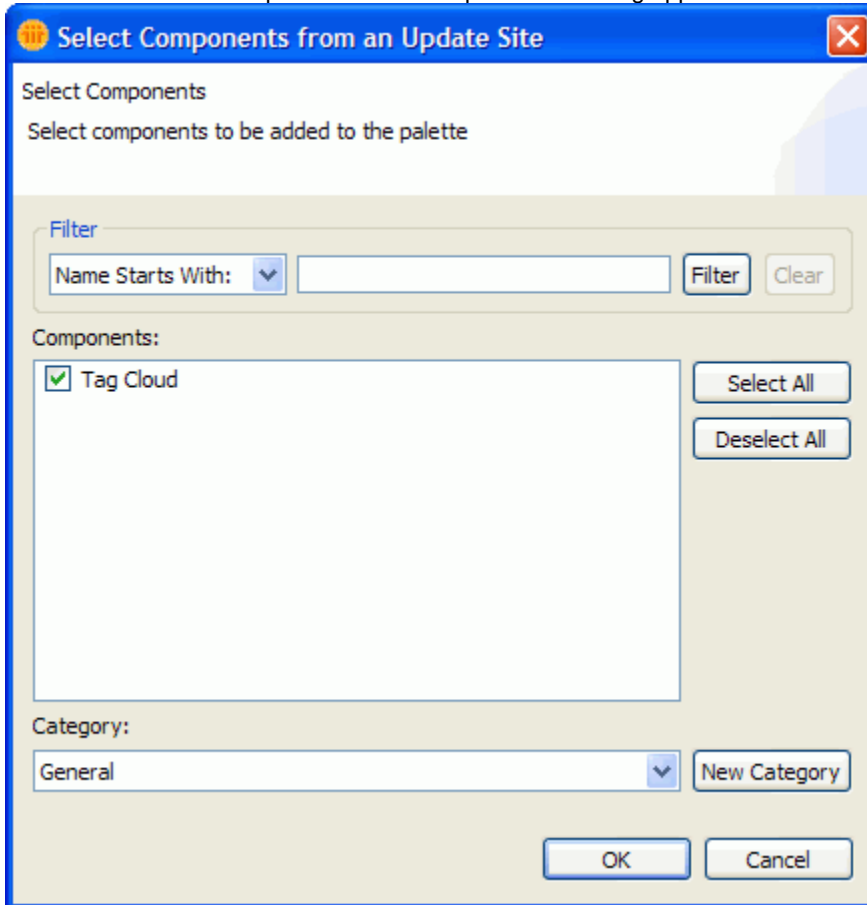 Select Components from an Update Site
Select Components
Select components to be added to the palette
Filter
Name Starts With:
Filter
Clear
Components:
Tag Cloud
Select All
Deselect All
Category:
General
New Category
OK
Cancel